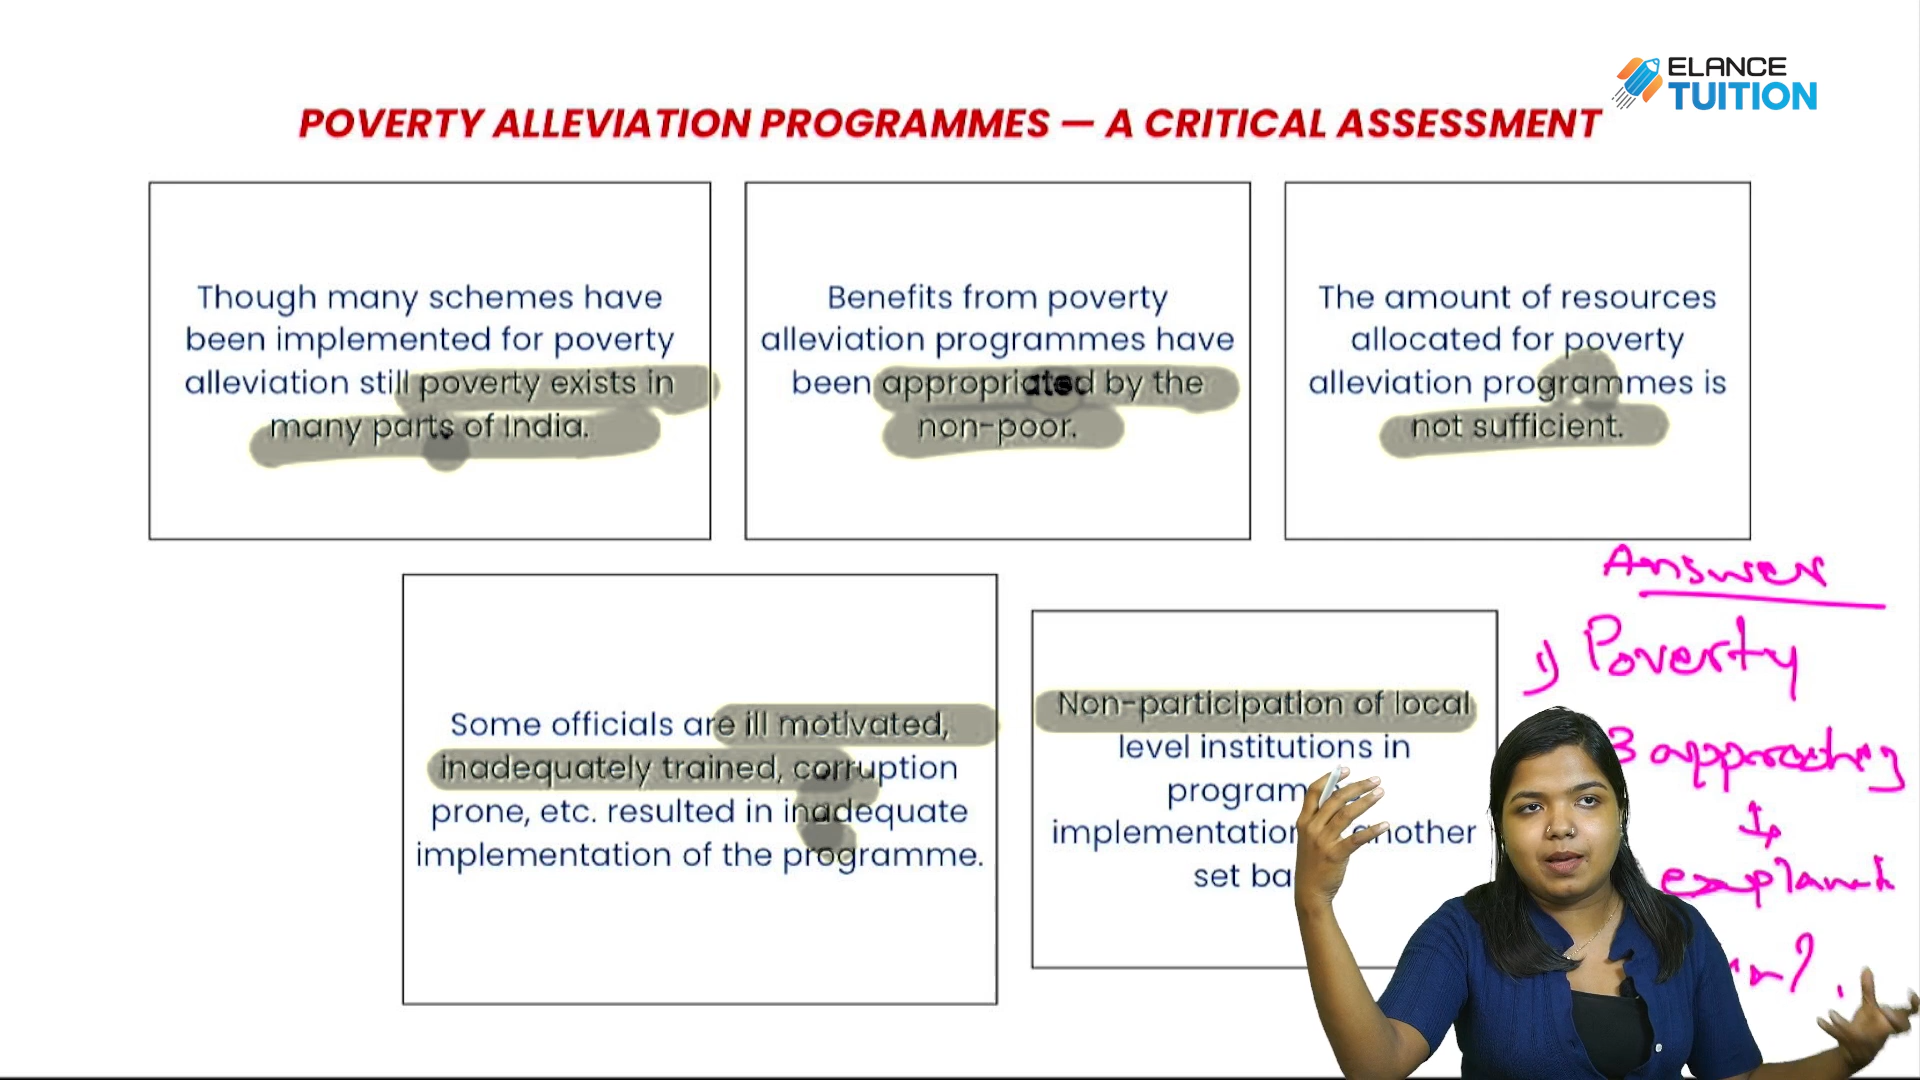 ELANCE
TUITION
POVERTY ALLEVIATION PROGRAMMES — A CRITICAL ASSESSMENT
Though many schemes have
been implemented for poverty
alleviation still poverty exists in
many parts of India.
Benefits from poverty
alleviation programmes have
been appropriated by the
non-poor.
The amount of resources
allocated for poverty
alleviation programmes is
not sufficient.
Some officials are ill motivated,
inadequately trained, corruption
prone, etc. resulted in inadequate
implementation of the programme.
Non-participation of local
level institutions in
program
implementation another
set ba
Answer
1) Poverty
3 approaches